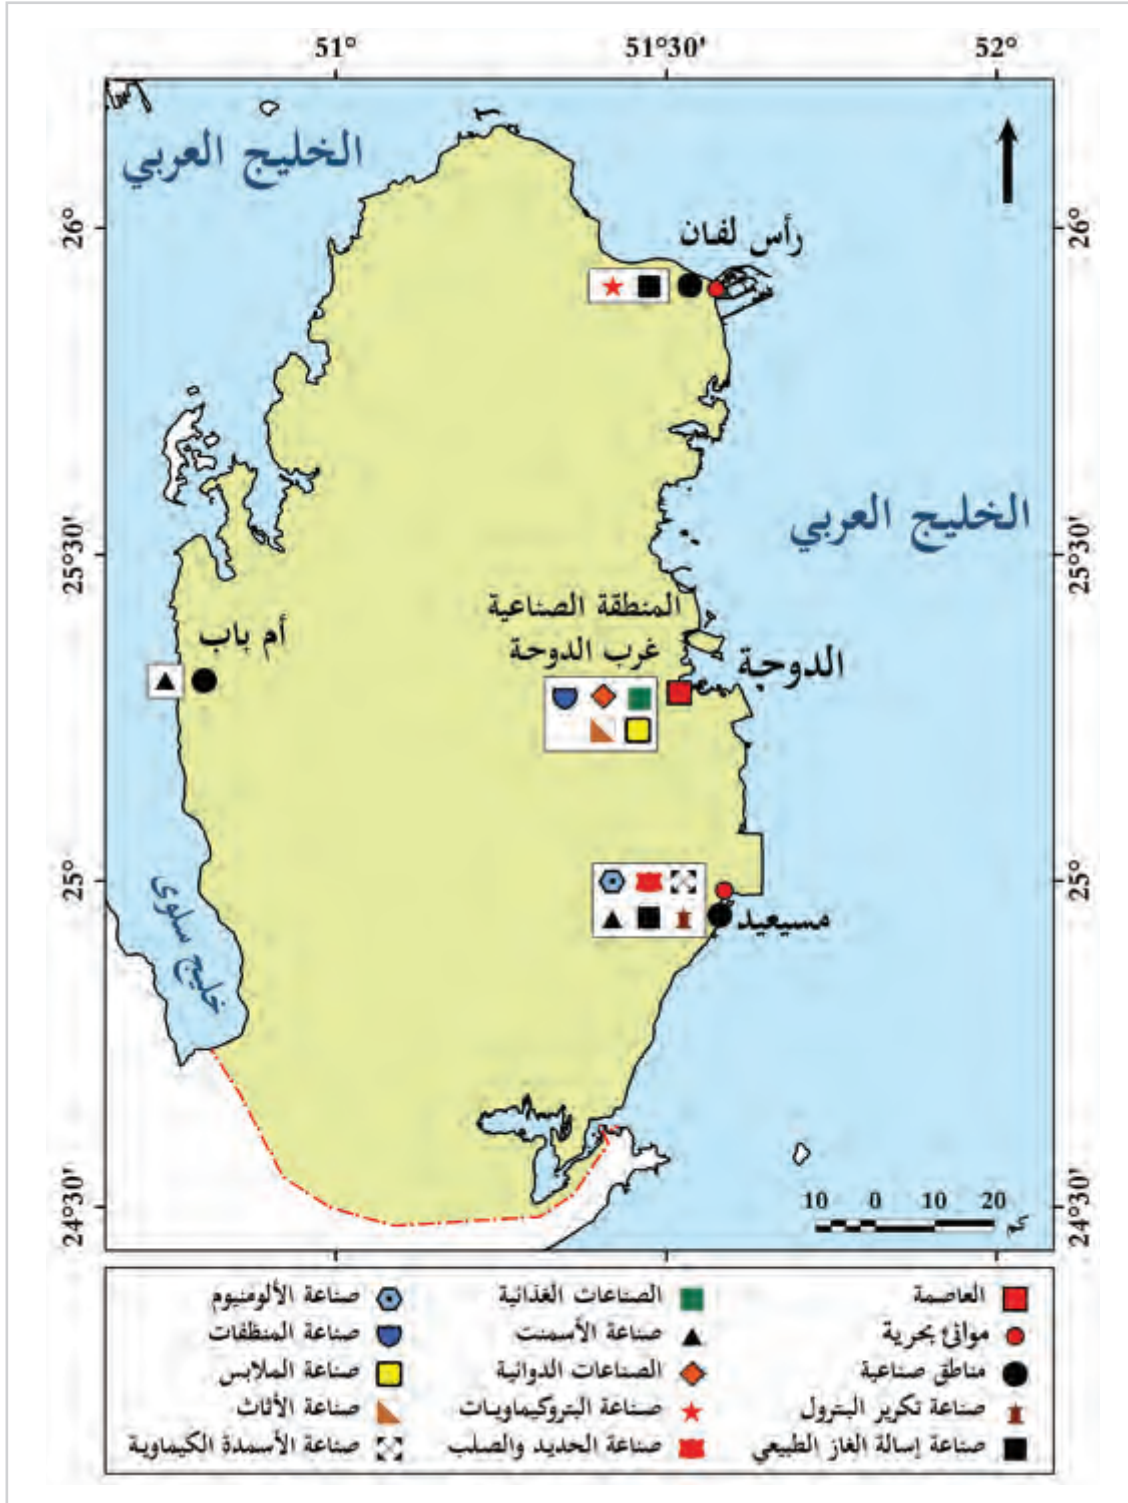 51°
51°30'
52°
الخليج العربي
26°
26°
رأس لفان
الخليج العربي
25°30'
25°30'
المنطقة الصناعية
غرب الدوحة
أم باب
الدوحة
25°
25°
مسيعيد
خليج سلوى
24°30'
24°30'
10 0 10 20
كم
العاصمة
الصناعات الغذائية
صناعة الألومنيوم
موانئ بحرية
صناعة الأسمنت
صناعة المنظفات
مناطق صناعية
الصناعات الدوائية
صناعة الملابس
صناعة تكرير البترول
صناعة البتروكيماويات
صناعة الأثاث
صناعة إسالة الغاز الطبيعي
صناعة الحديد والصلب
صناعة الأسمدة الكيماوية